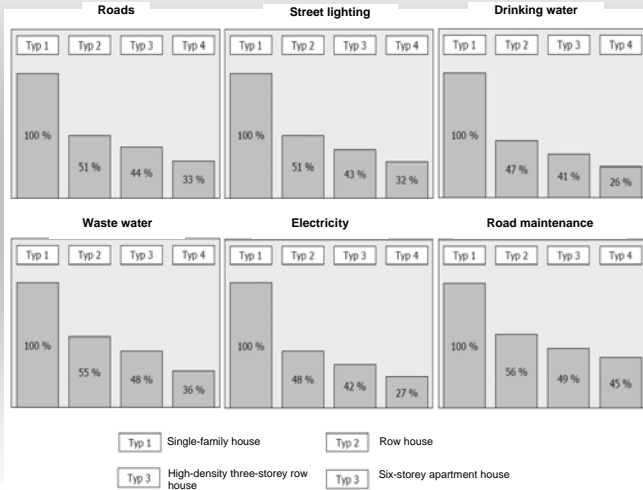 Roads
Typ 1 Typ 2 Typ 3 Typ 4
100 %
51 %
44 %
33 %
Street lighting
Typ 1 Typ 2 Typ 3 Typ 4
100 %
51 %
43 %
32 %
Drinking water
Typ 1 Typ 2 Typ 3 Typ 4
100 %
47 %
41 %
26 %
Waste water
Typ 1 Typ 2 Typ 3 Typ 4
100 %
55 %
48 %
36 %
Electricity
Typ 1 Typ 2 Typ 3 Typ 4
100 %
48 %
42 %
27 %
Road maintenance
Typ 1 Typ 2 Typ 3 Typ 4
100 %
56 %
49 %
45 %
Typ 1 Single-family house
Typ 2 Row house
Typ 3 High-density three-storey row
house
Typ 3 Six-storey apartment house